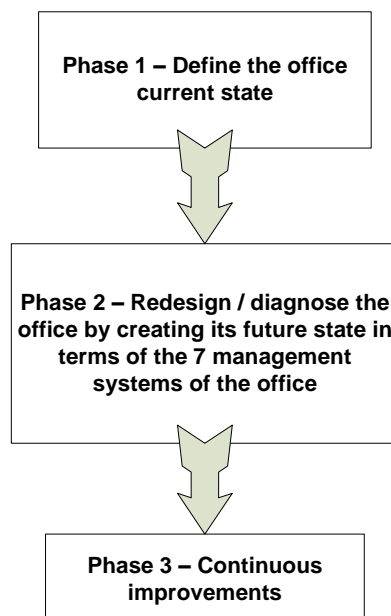 Phase 1 – Define the office
current state
Phase 2 – Redesign / diagnose the
office by creating its future state in
terms of the 7 management
systems of the office
Phase 3 – Continuous
improvements